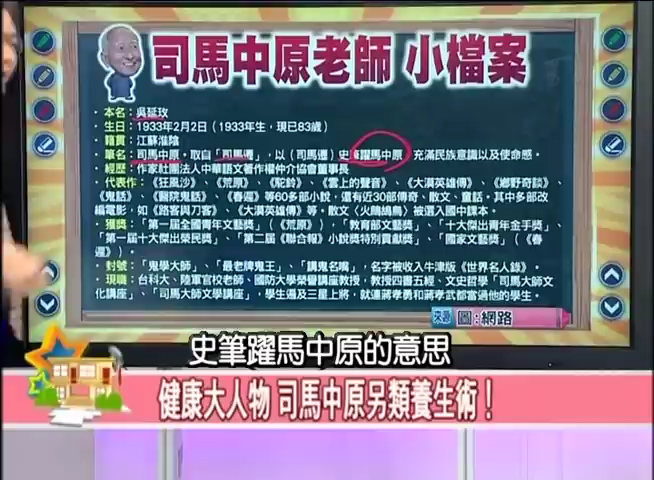 司馬中原老師 小檔案
・本名：吳延玫
・生日：1933年2月2日（1933年生，現已83歲）
・籍貫：江蘇淮陰
・筆名：司馬中原，取自「司馬遷」，以（司馬遷）史筆躍馬中原，充滿民族意識以及使命感。
・經歷：作家社團法人中華語文著作權仲介協會董事長
・代表作：《狂風沙》、《荒原》、《駝鈴》、《雲上的聲音》、《大漠英雄傳》、《鄉野奇談》、
《鬼話》、《醫院鬼話》、《春遲》等60多部小說，還有近30部傳奇、散文、童話。其中多部改
編電影，如《路客與刀客》、《大漠英雄傳》等。散文〈火鷓鴣鳥〉被選入國中課本。
・獲獎：「第一屆全國青年文藝獎」（《荒原》），「教育部文藝獎」、「十大傑出青年金手獎」、
「第一屆十大傑出榮民獎」、「第二屆《聯合報》小說獎特別貢獻獎」、「國家文藝獎」（《春
遲》）。
・封號：「鬼學大師」、「最老牌鬼王」、「講鬼名嘴」，名字被收入牛津版《世界名人錄》。
・現職：台科大、陸軍官校老師、國防大學榮譽講座教授、教授四書五經、文史哲學「司馬大師文
化講座」、「司馬大師文學講座」，學生遍及三星上將，就連蔣孝勇和蔣孝武都當過他的學生。
圖：網路
史筆躍馬中原的意思
健康大人物 司馬中原另類養生術！